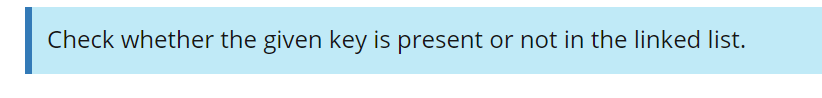 Check whether the given key is present or not in the linked list.